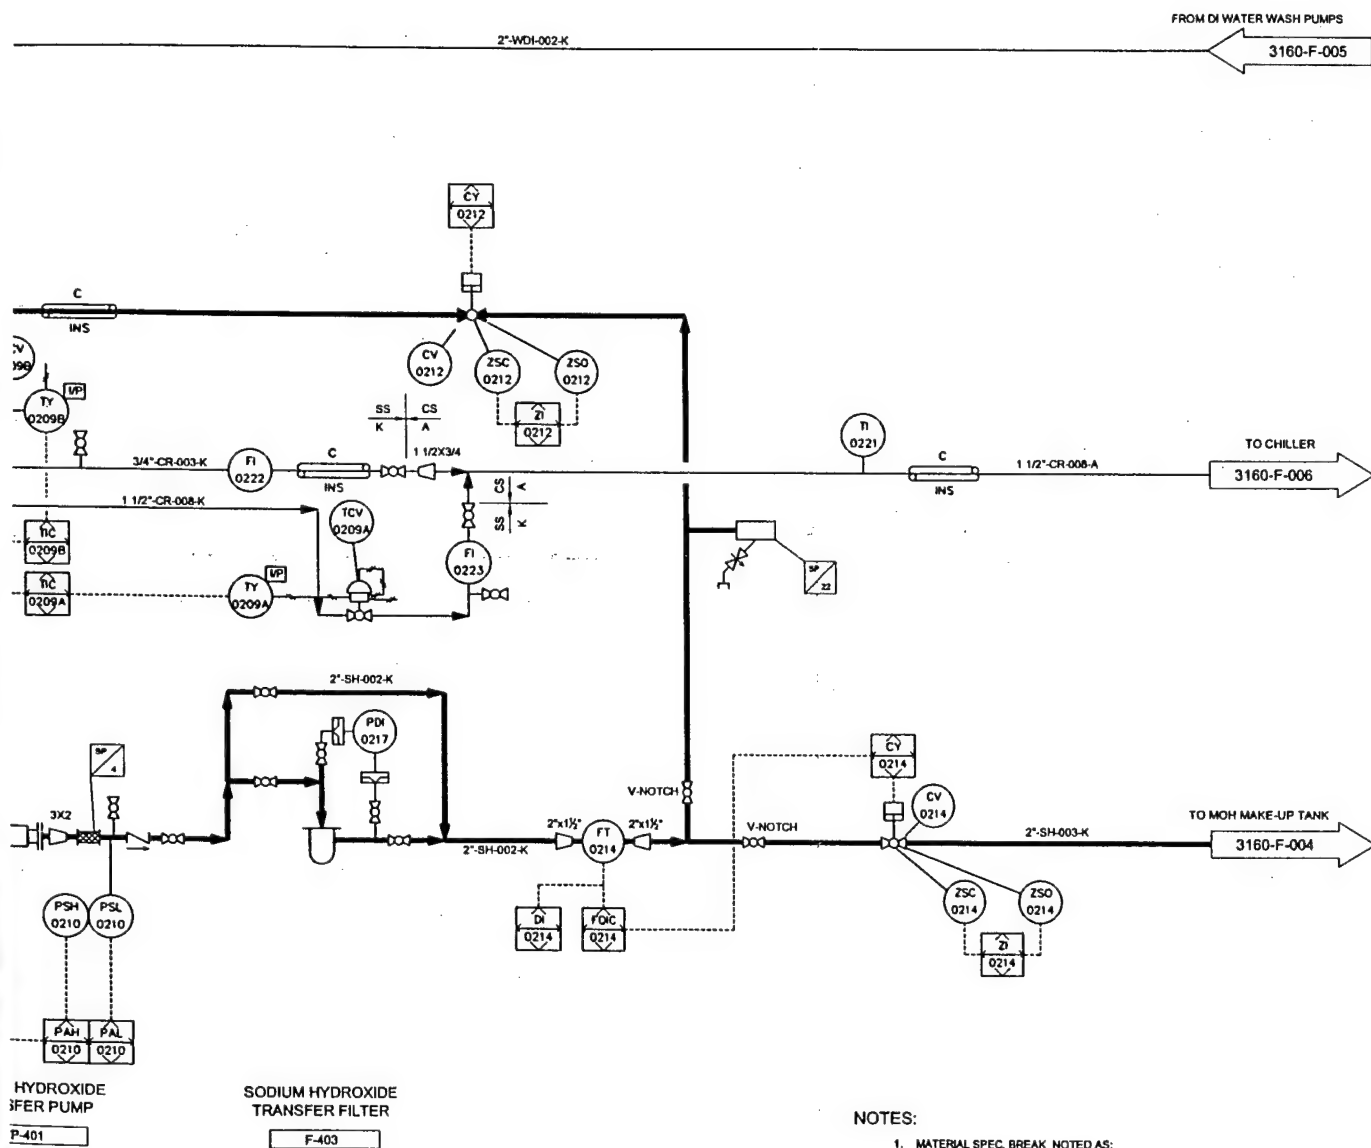 FROM DI WATER WASH PUMPS
2"-WDI-002-K
3160-F-005
CY
0212
C
INS
CV
0212
ZSC
0212
ZSO
0212
ZI
0212
TY
0209B
I/P
SS
CS
K
A
TI
0221
TO CHILLER
3/4"-CR-003-K
FI
0222
C
INS
1 1/2X3/4
C
INS
1 1/2"-CR-008-A
3160-F-006
1 1/2"-CR-008-K
TCV
0209A
CS
A
SS
K
TIC
0209B
FI
0223
TIC
0209A
TY
0209A
I/P
SP
22
2"-SH-002-K
PDI
0217
SP
4
CY
0214
V-NOTCH
CV
0214
3X2
2"x1½"
FT
0214
2"x1½"
V-NOTCH
2"-SH-003-K
TO MOH MAKE-UP TANK
3160-F-004
2"-SH-002-K
PSH
0210
PSL
0210
DI
0214
FOIC
0214
ZSC
0214
ZSO
0214
ZI
0214
PAH
0210
PAL
0210
HYDROXIDE
SFER PUMP
P-401
SODIUM HYDROXIDE
TRANSFER FILTER
F-403
NOTES:
1. MATERIAL SPEC. BREAK NOTED AS: